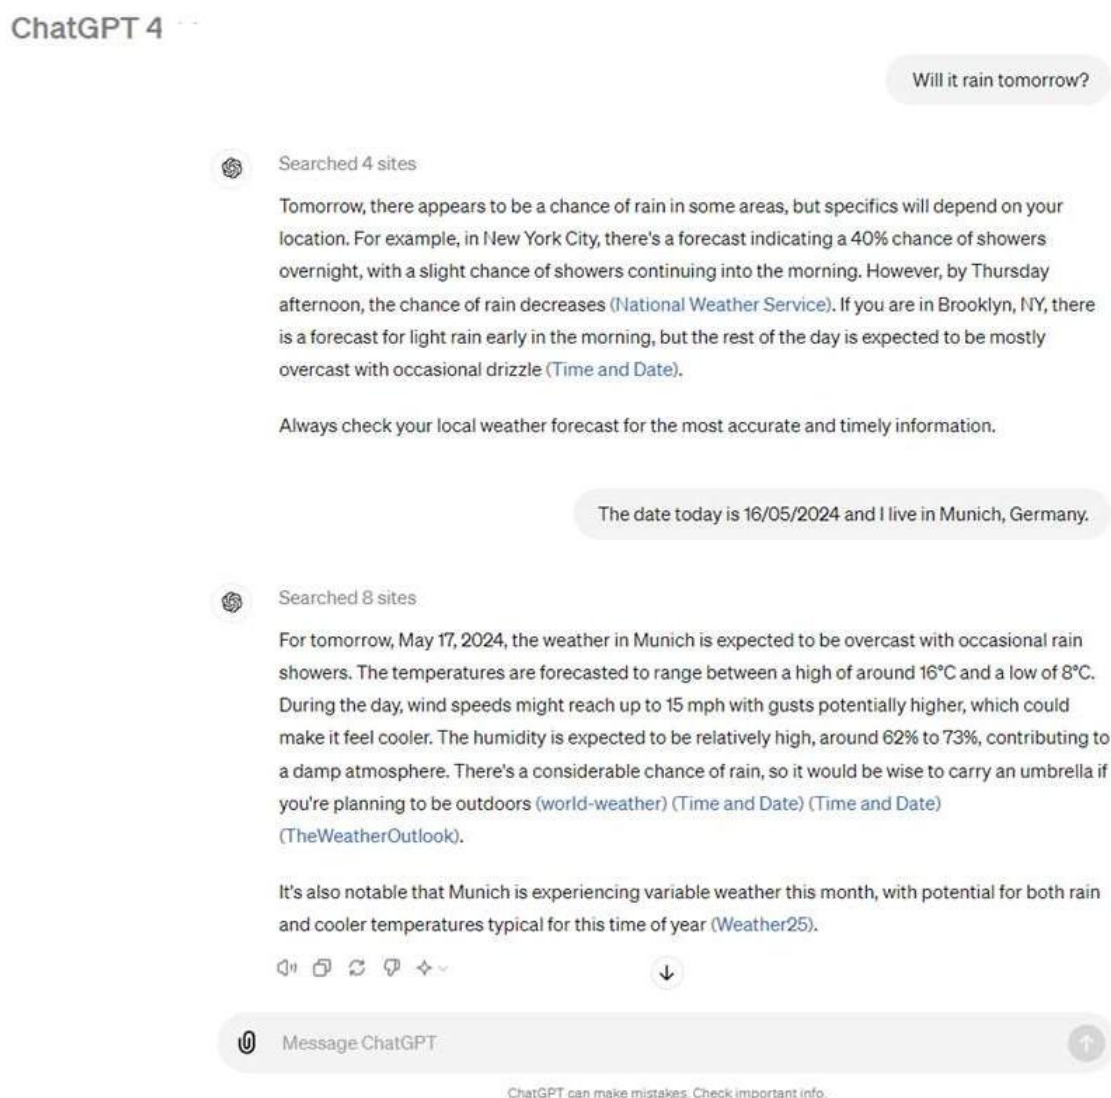 ChatGPT 4
Will it rain tomorrow?
Searched 4 sites
Tomorrow, there appears to be a chance of rain in some areas, but specifics will depend on your
location. For example, in New York City, there's a forecast indicating a 40% chance of showers
overnight, with a slight chance of showers continuing into the morning. However, by Thursday
afternoon, the chance of rain decreases (National Weather Service). If you are in Brooklyn, NY, there
is a forecast for light rain early in the morning, but the rest of the day is expected to be mostly
overcast with occasional drizzle (Time and Date).
Always check your local weather forecast for the most accurate and timely information.
The date today is 16/05/2024 and I live in Munich, Germany.
Searched 8 sites
For tomorrow, May 17, 2024, the weather in Munich is expected to be overcast with occasional rain
showers. The temperatures are forecasted to range between a high of around 16°C and a low of 8°C.
During the day, wind speeds might reach up to 15 mph with gusts potentially higher, which could
make it feel cooler. The humidity is expected to be relatively high, around 62% to 73%, contributing to
a damp atmosphere. There's a considerable chance of rain, so it would be wise to carry an umbrella if
you're planning to be outdoors (world-weather) (Time and Date) (Time and Date)
(TheWeatherOutlook).
It's also notable that Munich is experiencing variable weather this month, with potential for both rain
and cooler temperatures typical for this time of year (Weather25).
Message ChatGPT
ChatGPT can make mistakes. Check important info.